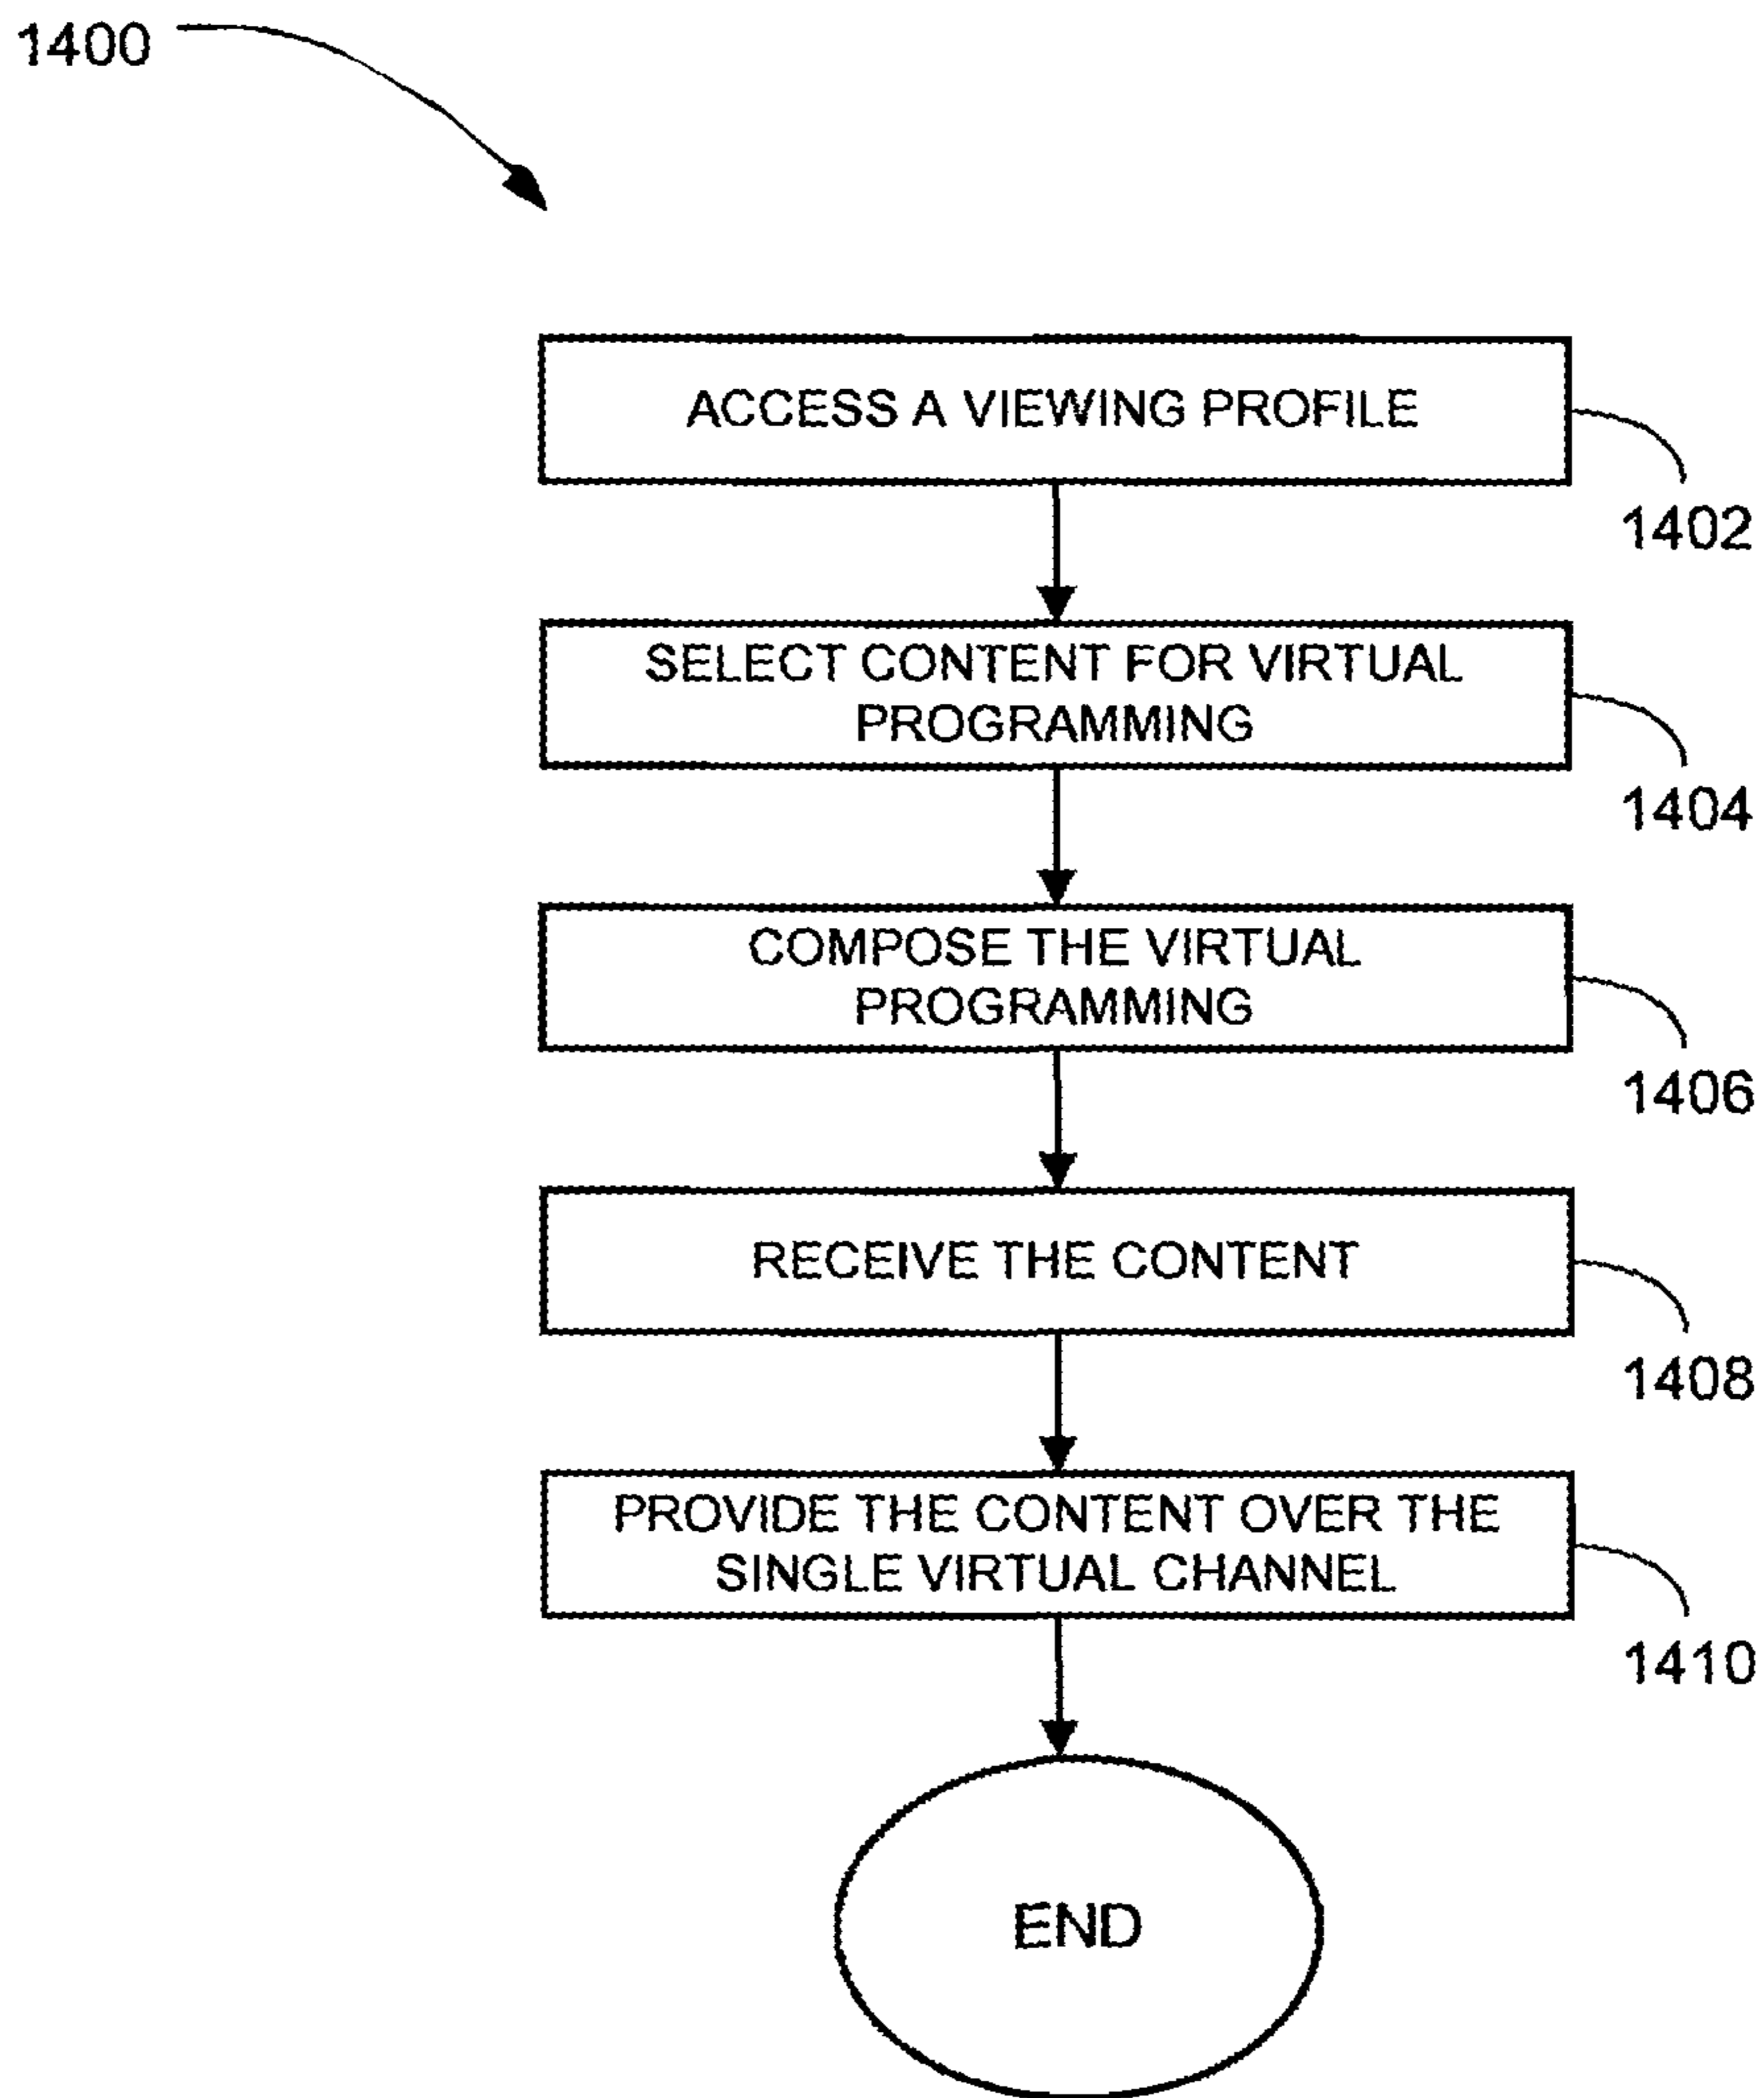 1400
ACCESS A VIEWING PROFILE
1402
SELECT CONTENT FOR VIRTUAL
PROGRAMMING
1404
COMPOSE THE VIRTUAL
PROGRAMMING
1406
RECEIVE THE CONTENT
1408
PROVIDE THE CONTENT OVER THE
SINGLE VIRTUAL CHANNEL
1410
END